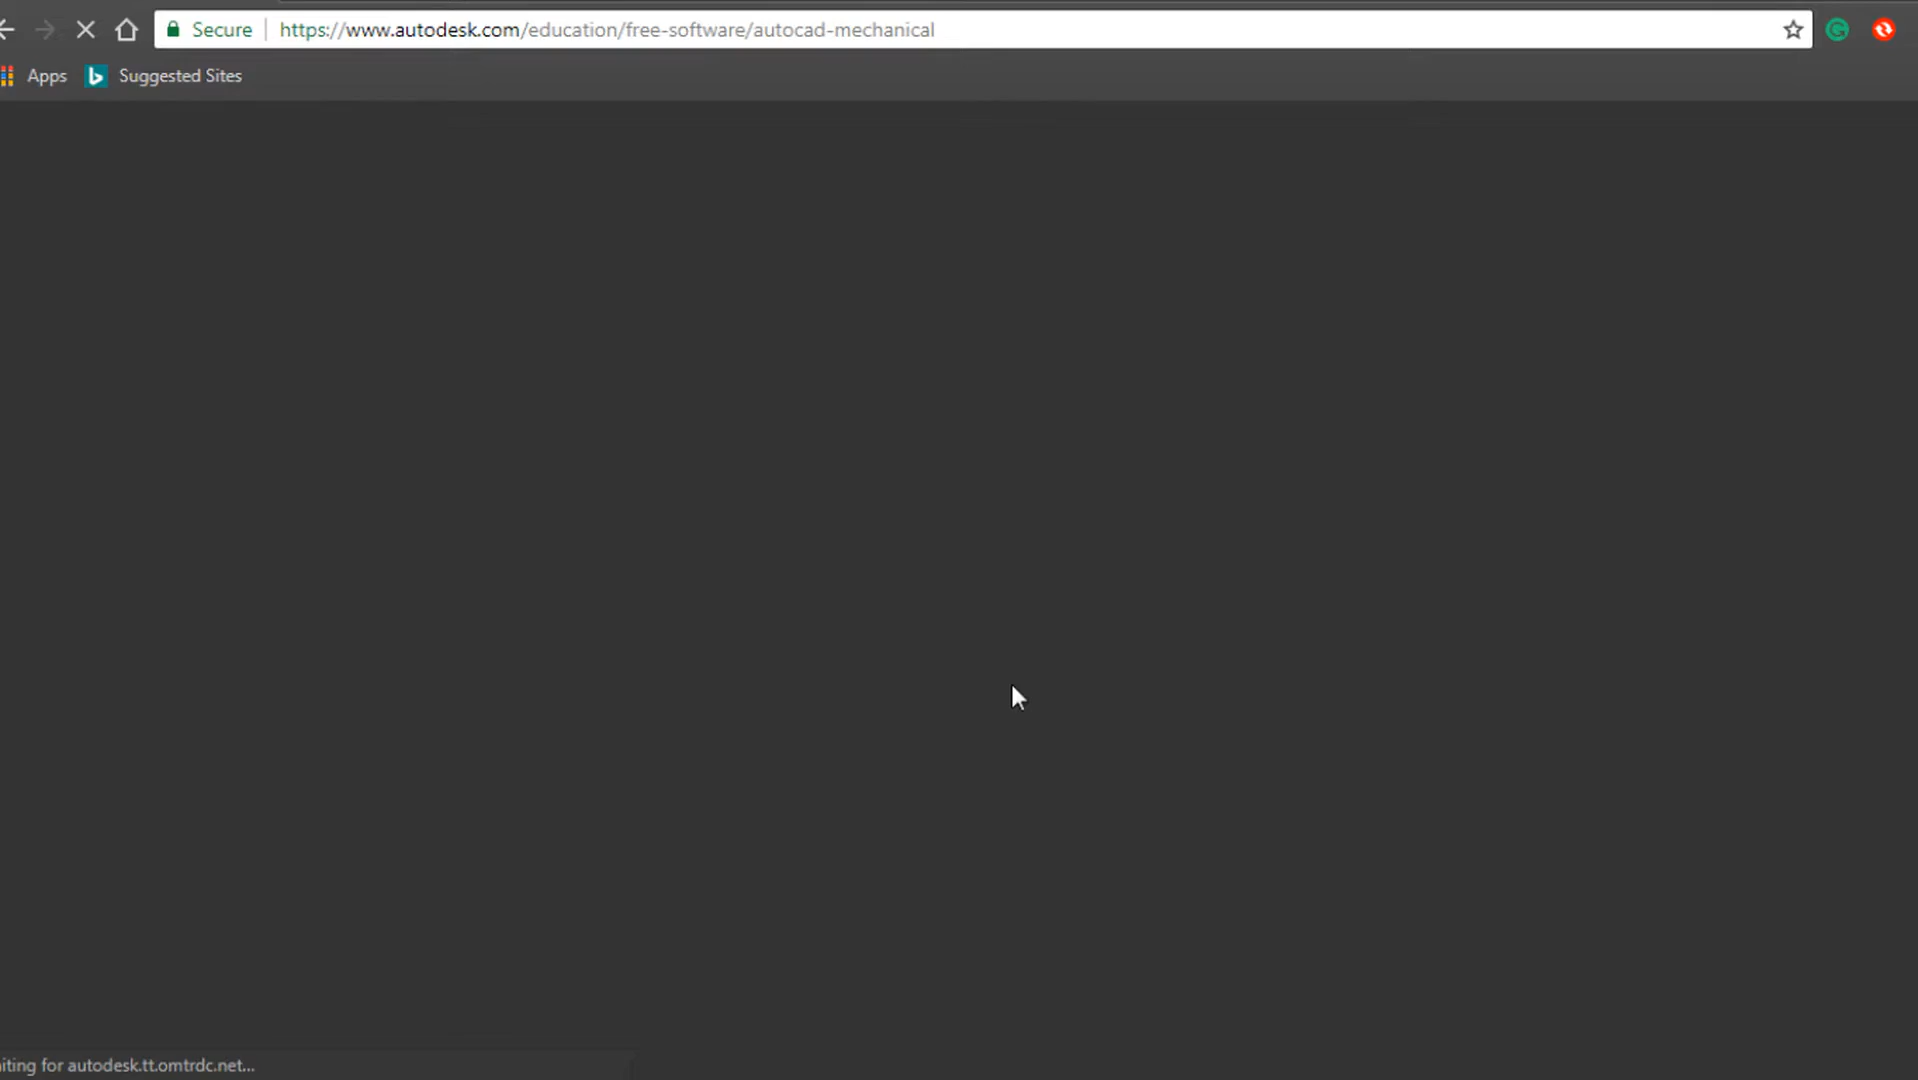 Secure https://www.autodesk.com/education/free-software/autocad-mechanical
Apps Suggested Sites
iting for autodesk.tt.omtrdc.net...